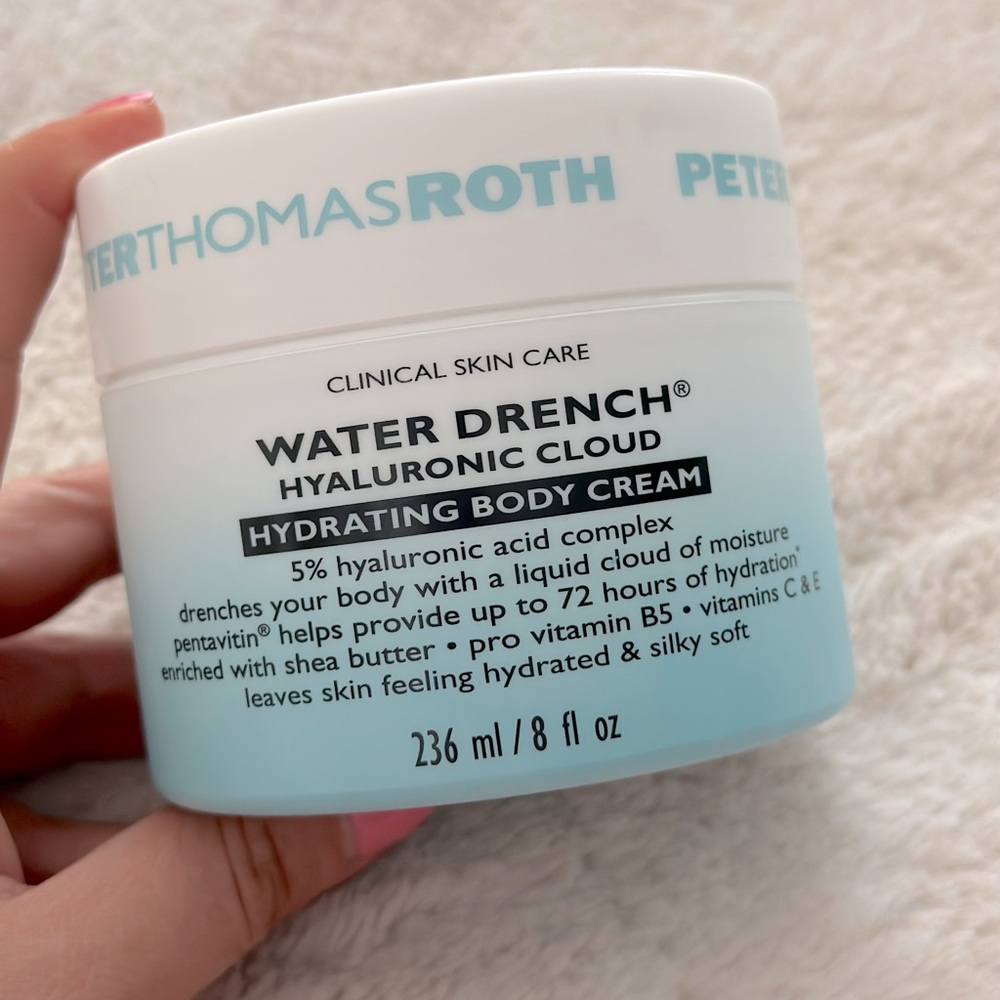 TERTHOMASROTH PETER
CLINICAL SKIN CARE
WATER DRENCH®
HYALURONIC CLOUD
HYDRATING BODY CREAM
5% hyaluronic acid complex
drenches your body with a liquid cloud of moisture
pentavitin® helps provide up to 72 hours of hydration*
enriched with shea butter • pro vitamin B5 • vitamins C & E
leaves skin feeling hydrated & silky soft
236 ml / 8 fl oz